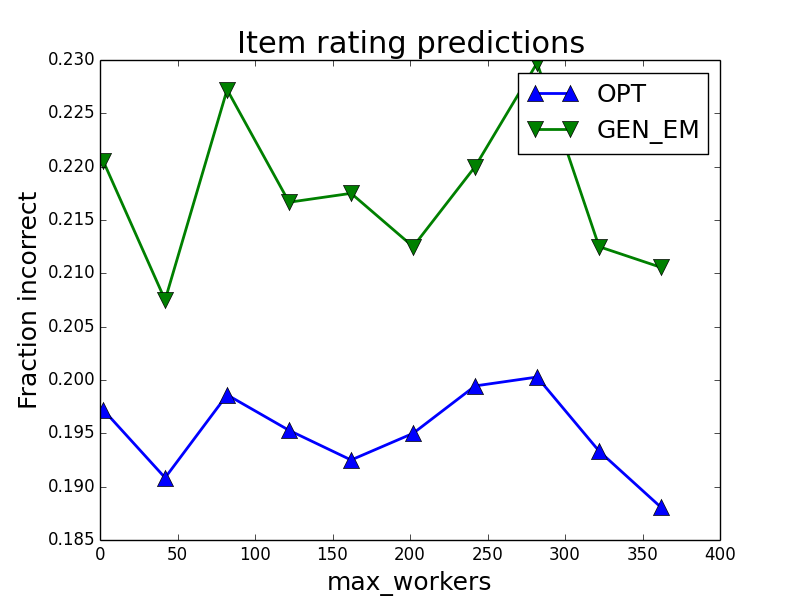 Item rating predictions
OPT
GEN_EM
Fraction incorrect
0.230
0.225
0.220
0.215
0.210
0.205
0.200
0.195
0.190
0.185
0 50 100 150 200 250 300 350 400
max_workers